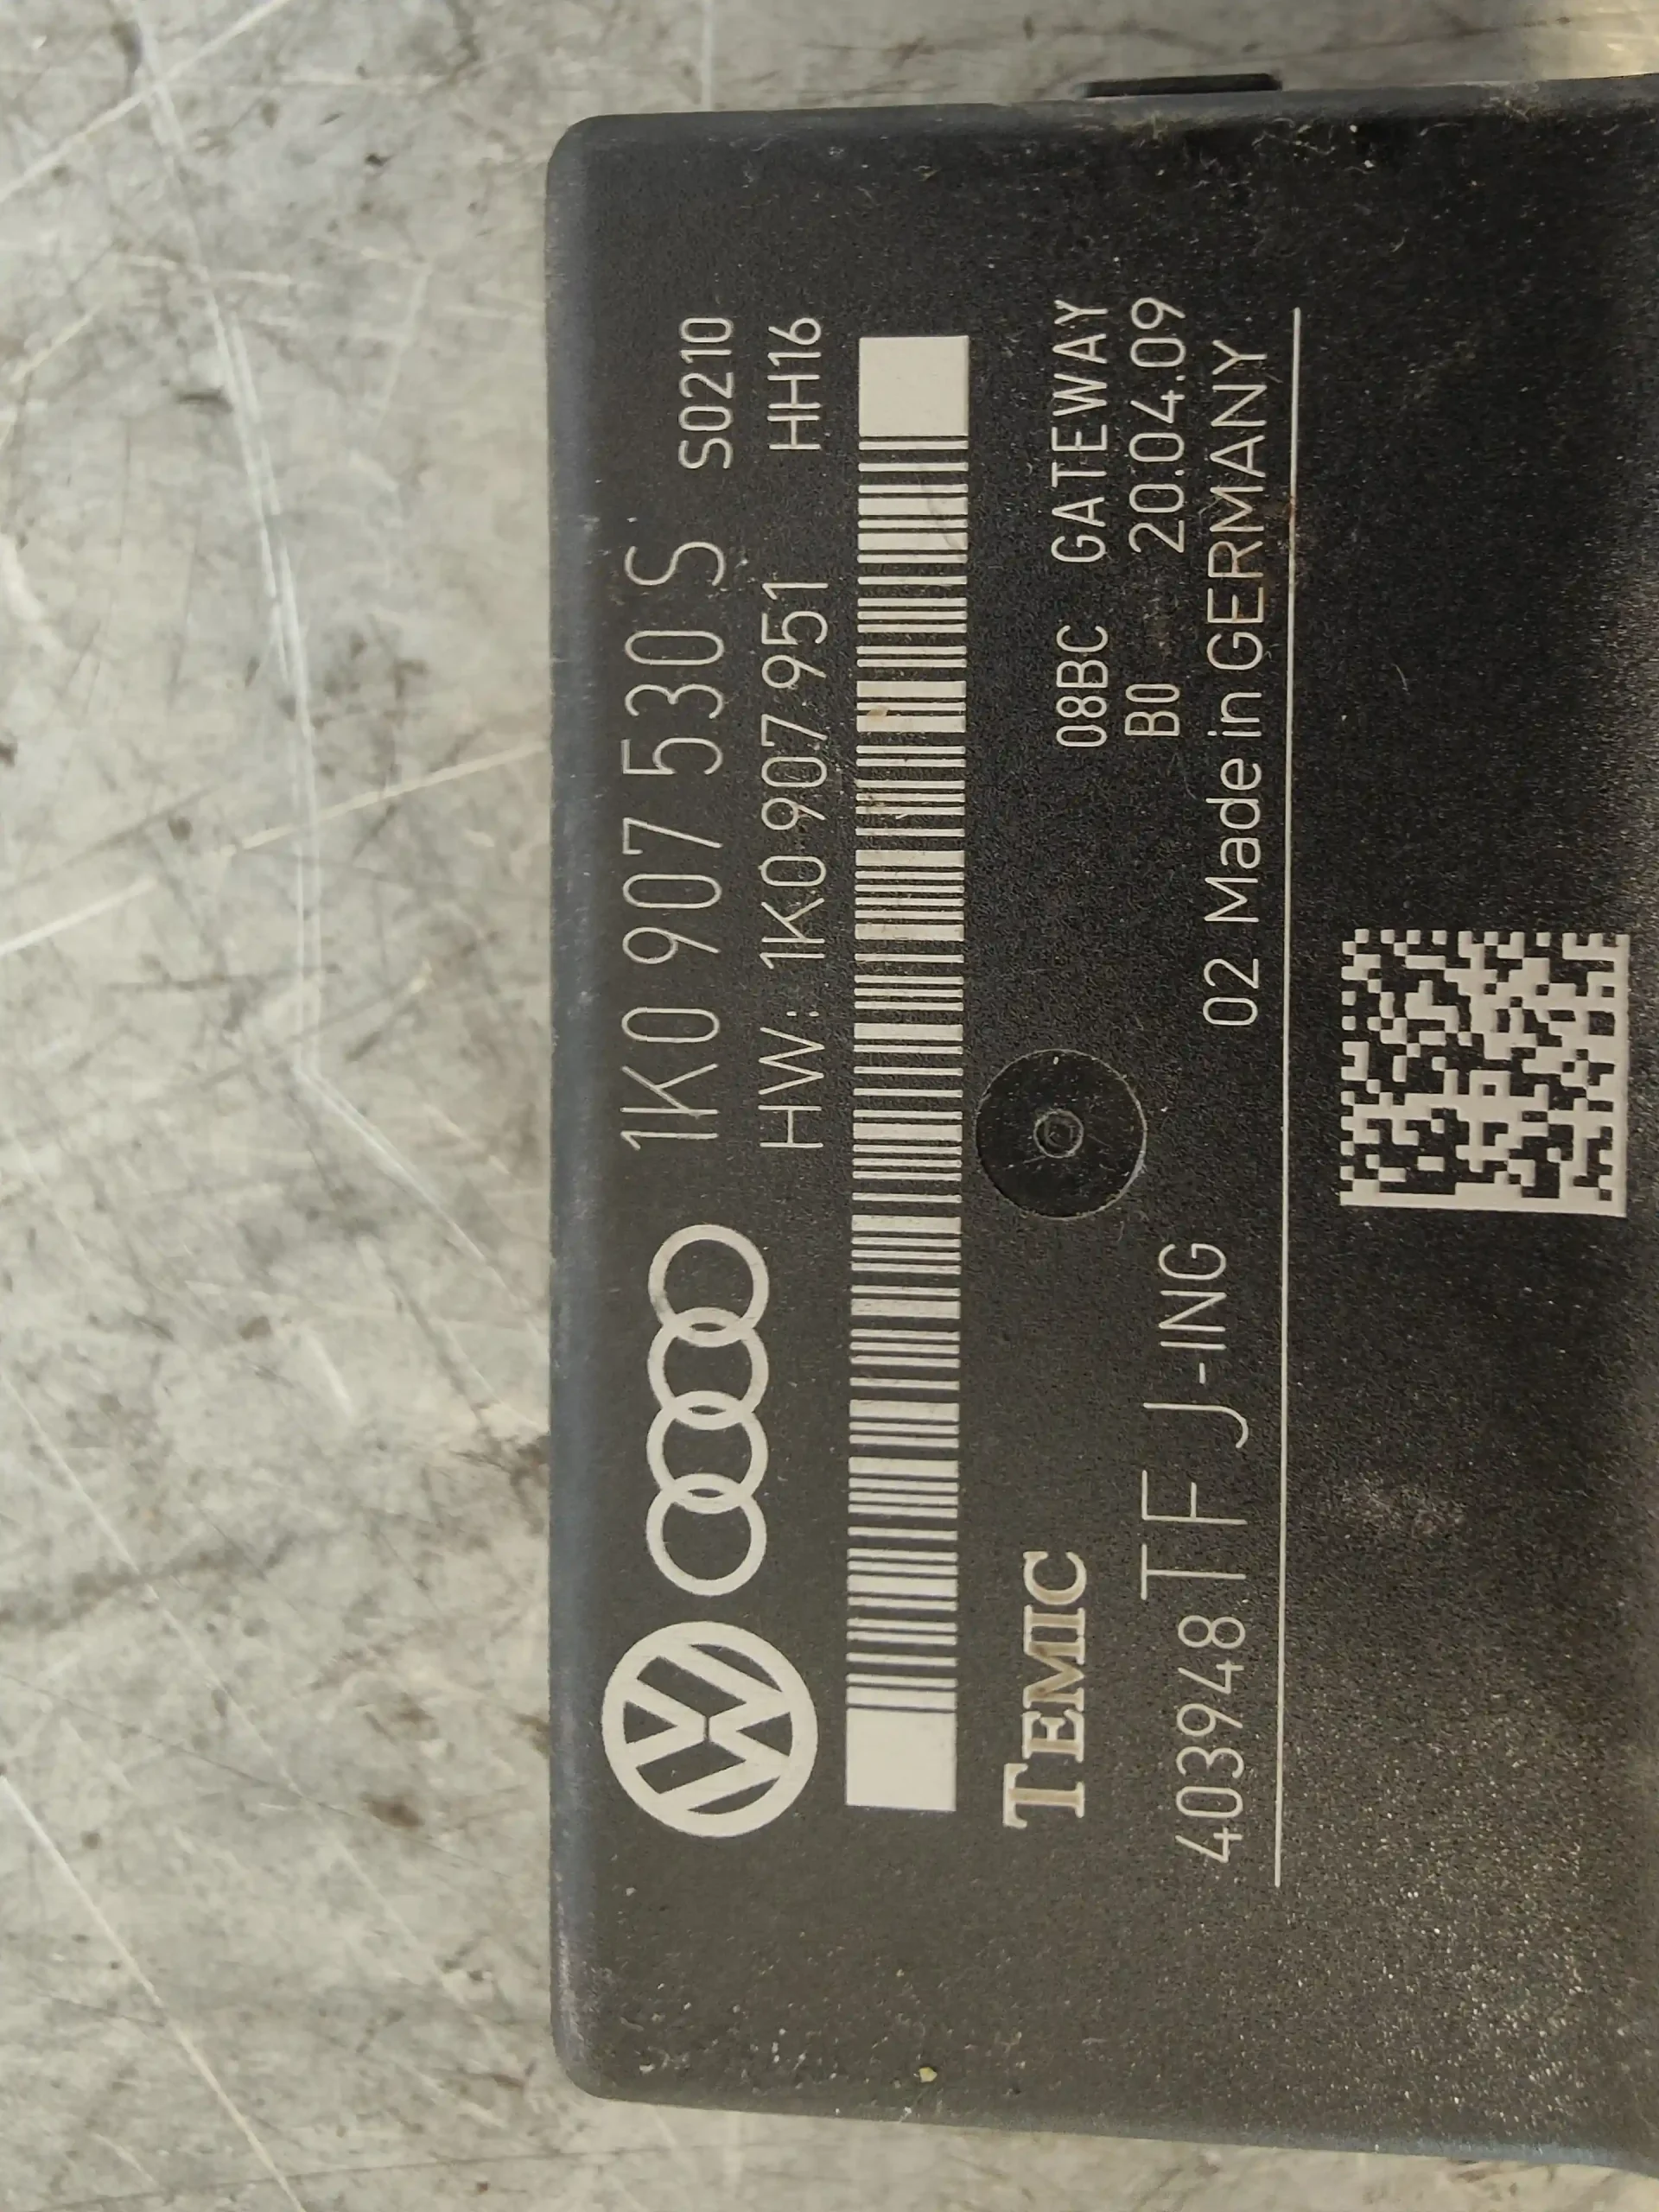 1K0 907 530 S S0210
HW: 1K0 907 951 HH16
TEMIC
08BC GATEWAY
B0 20.04.09
403948 TF J-ING
02 Made in GERMANY